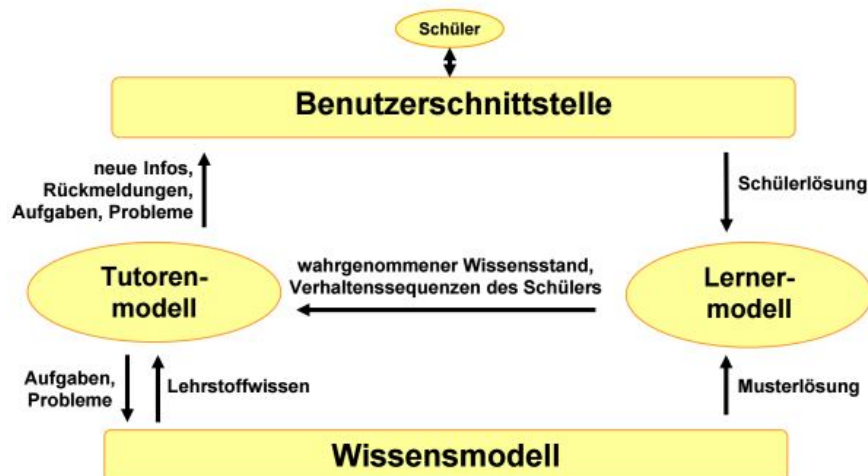 Schüler
Benutzerschnittstelle
neue Infos,
Rückmeldungen,
Aufgaben, Probleme
Schülerlösung
wahrgenommener Wissensstand,
Verhaltenssequenzen des Schülers
Tutoren-
modell
Lerner-
modell
Aufgaben,
Probleme
Lehrstoffwissen
Musterlösung
Wissensmodell